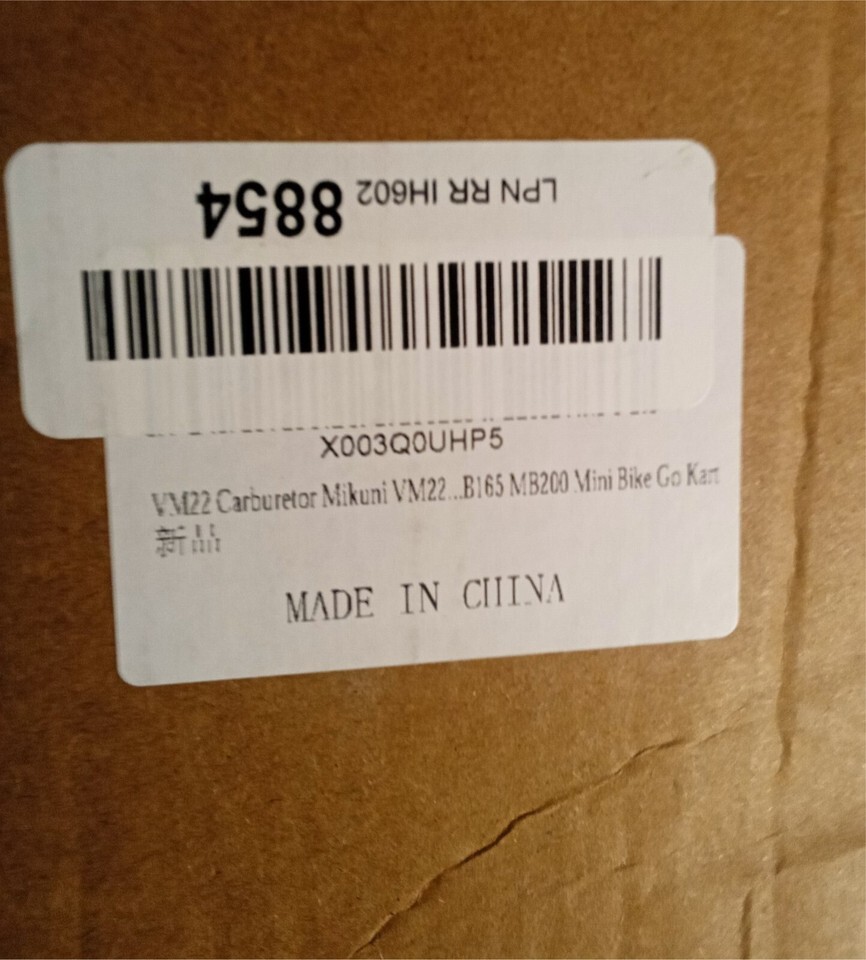 LPN RR IH602 8854
X003Q0UHP5
VM22 Carburetor Mikuni VM22...B165 MB200 Mini Bike Go Kart
新品
MADE IN CHINA